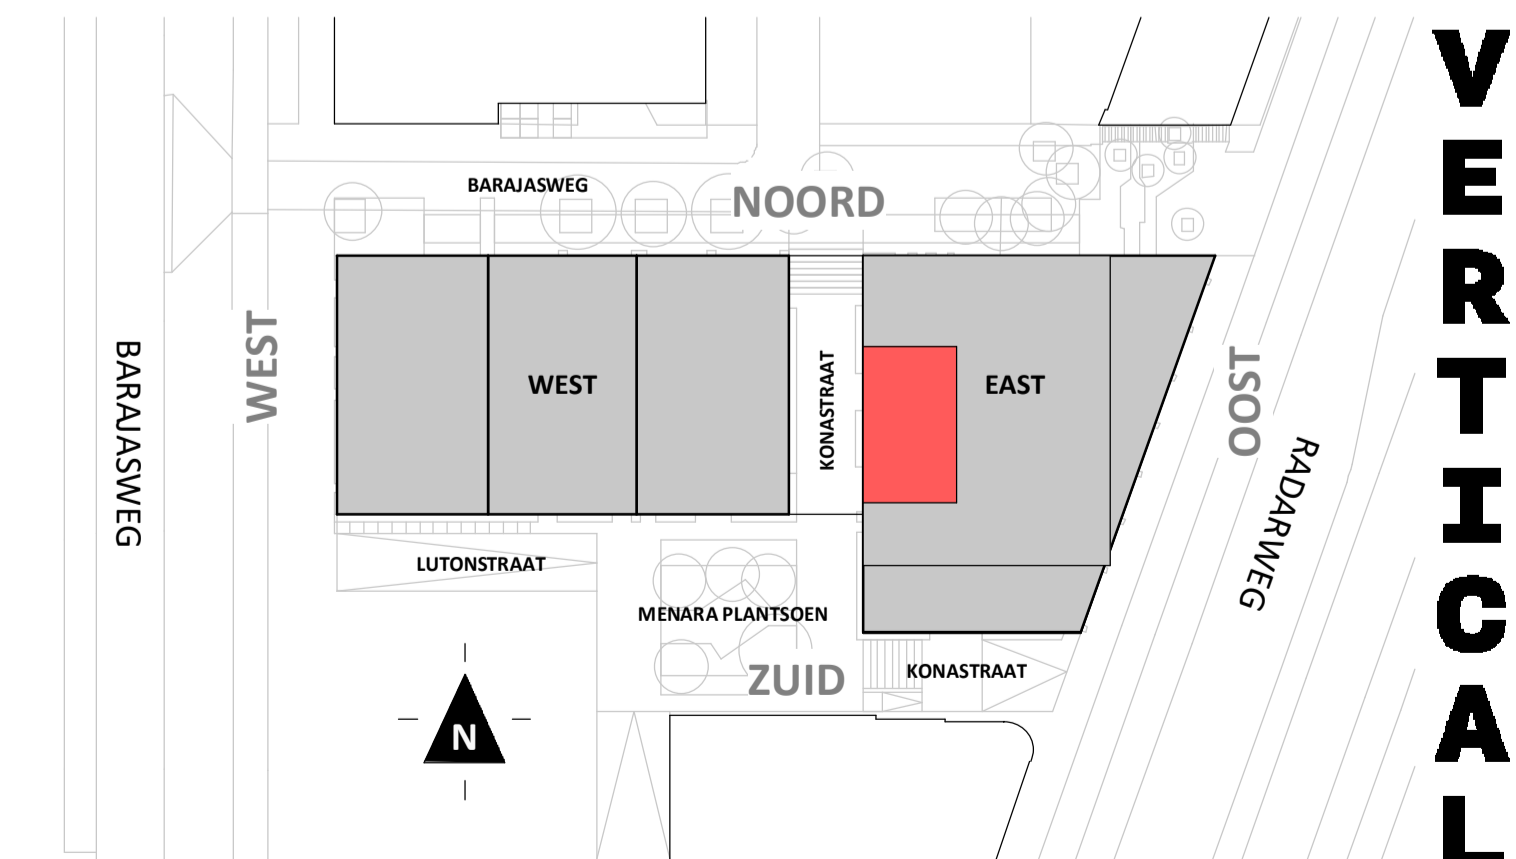 BARAJASWEG
NOORD
WEST
BARAJASWEG
WEST
KONASTRAAT
EAST
OOST
RADARWEG
LUTONSTRAAT
MENARA PLANTSOEN
ZUID
KONASTRAAT
N
VERTICAL